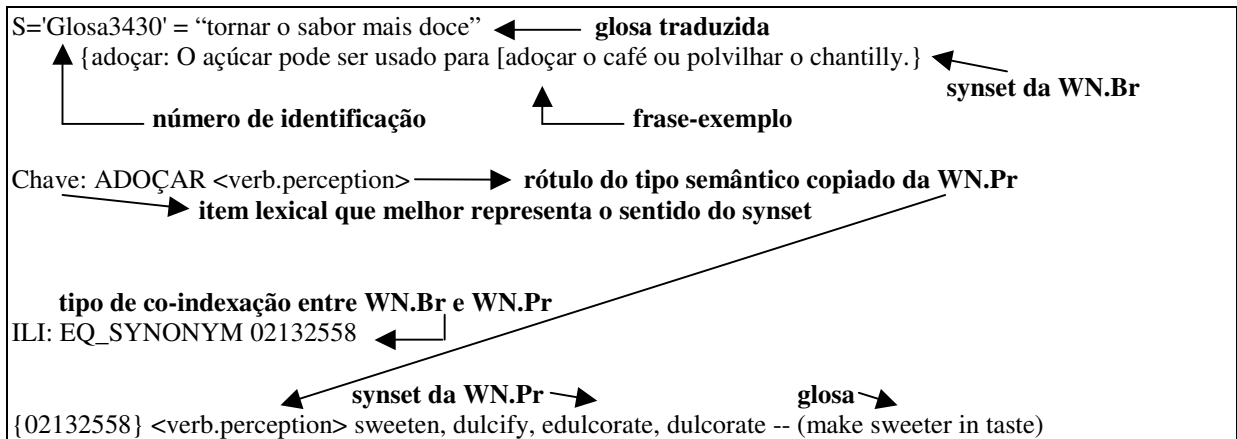 S='Glosa3430' = “tornar o sabor mais doce” glosa traduzida
{adoçar: O açúcar pode ser usado para [adoçar o café ou polvilhar o chantilly.}
synset da WN.Br
número de identificação frase-exemplo
Chave: ADOÇAR <verb.perception> rótulo do tipo semântico copiado da WN.Pr
item lexical que melhor representa o sentido do synset
tipo de co-indexação entre WN.Br e WN.Pr
ILI: EQ_SYNONYM 02132558
synset da WN.Pr glosa
{02132558} <verb.perception> sweeten, dulcify, edulcorate, dulcorate -- (make sweeter in taste)